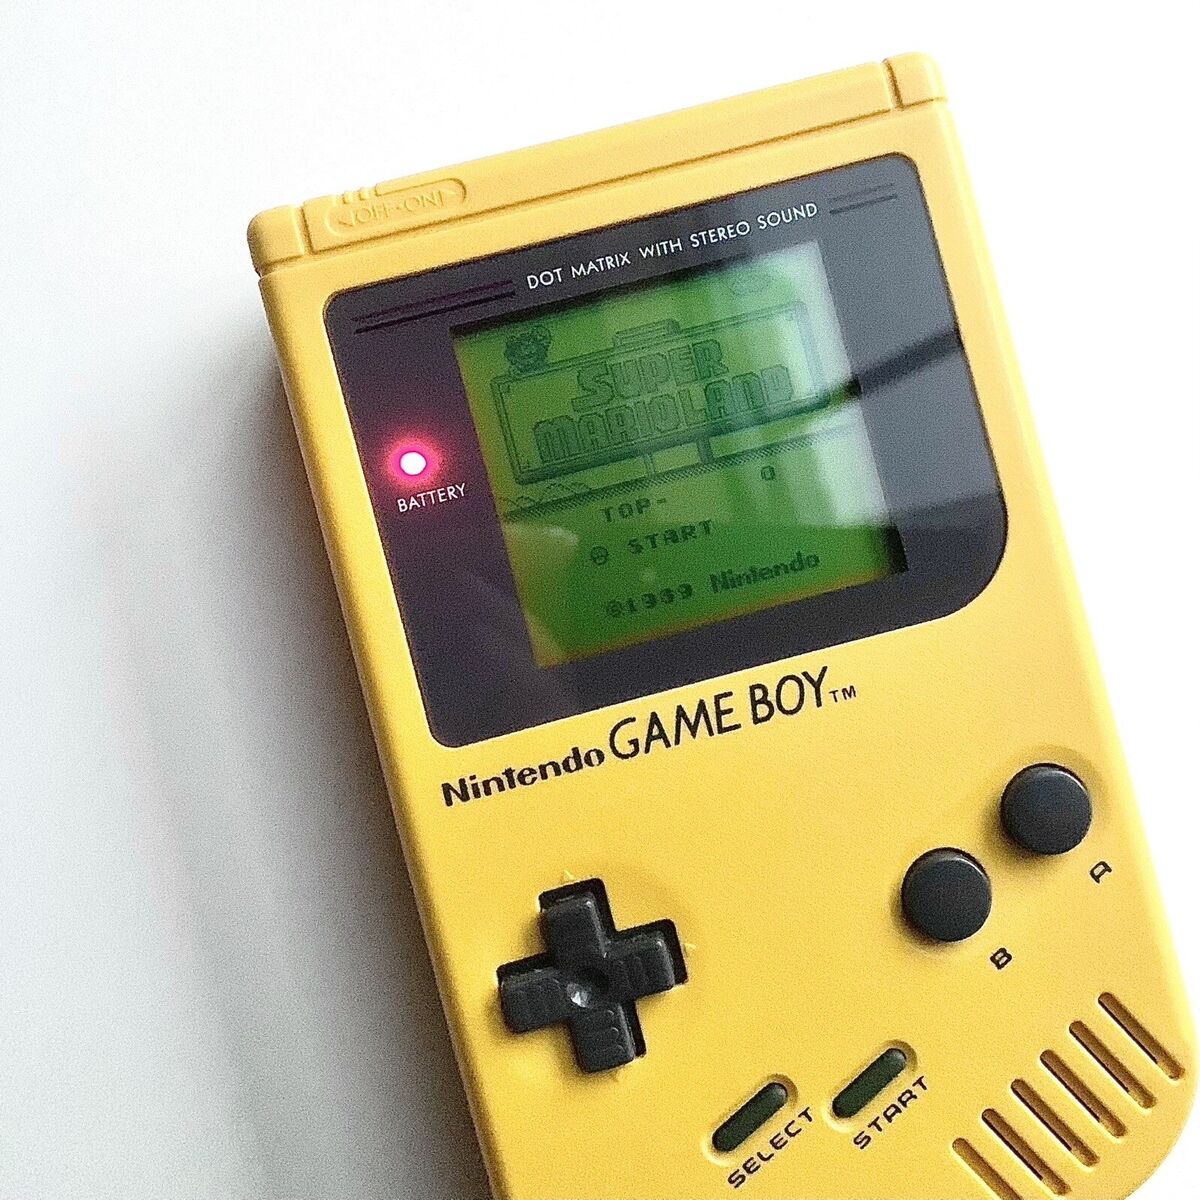 ◁OFF•ON▷
DOT MATRIX WITH STEREO SOUND
SUPER
MARIOLAND
BATTERY
TOP- 0
START
©1989 Nintendo
Nintendo GAME BOY™
A
B
SELECT
START